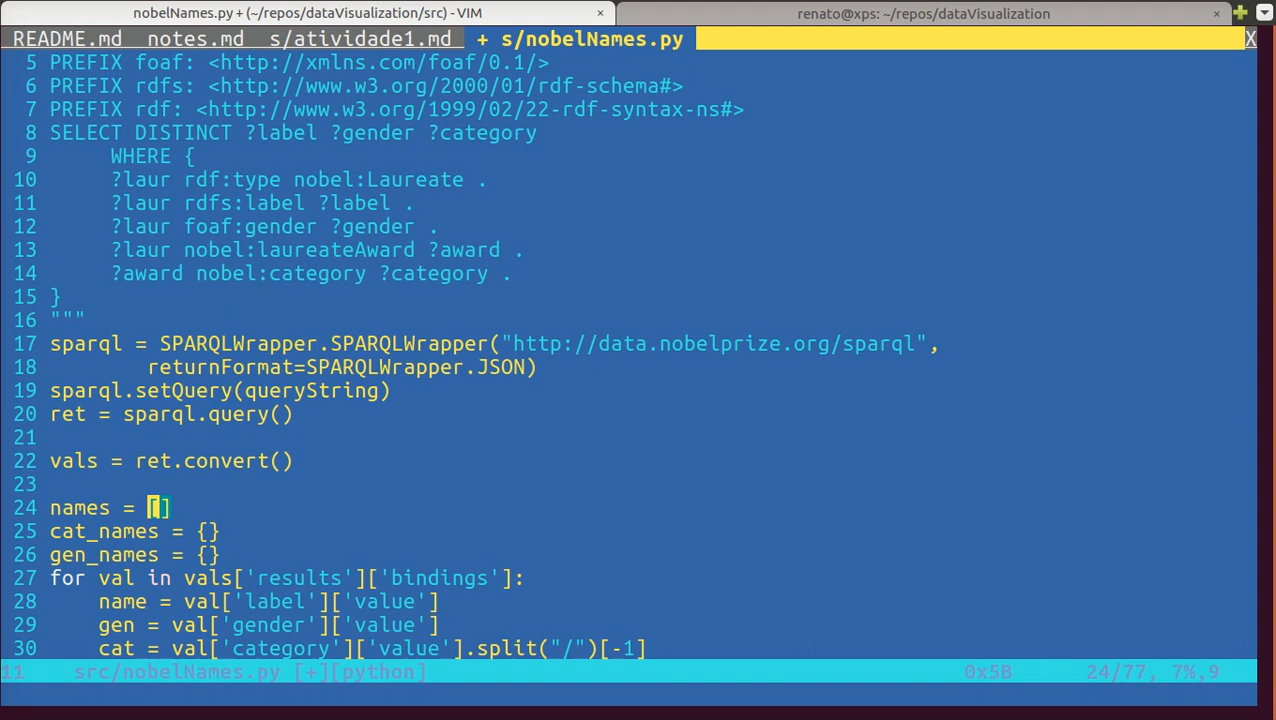 nobelNames.py + (~/repos/dataVisualization/src) - VIM × renato@xps: ~/repos/dataVisualization ×
README.md notes.md s/atividade1.md + s/nobelNames.py X
5 PREFIX foaf: <http://xmlns.com/foaf/0.1/>
6 PREFIX rdfs: <http://www.w3.org/2000/01/rdf-schema#>
7 PREFIX rdf: <http://www.w3.org/1999/02/22-rdf-syntax-ns#>
8 SELECT DISTINCT ?label ?gender ?category
9      WHERE {
10      ?laur rdf:type nobel:Laureate .
11      ?laur rdfs:label ?label .
12      ?laur foaf:gender ?gender .
13      ?laur nobel:laureateAward ?award .
14      ?award nobel:category ?category .
15 }
16 """
17 sparql = SPARQLWrapper.SPARQLWrapper("http://data.nobelprize.org/sparql",
18         returnFormat=SPARQLWrapper.JSON)
19 sparql.setQuery(queryString)
20 ret = sparql.query()
21
22 vals = ret.convert()
23
24 names = []
25 cat_names = {}
26 gen_names = {}
27 for val in vals['results']['bindings']:
28     name = val['label']['value']
29     gen = val['gender']['value']
30     cat = val['category']['value'].split("/")[-1]
11    src/nobelNames.py [+][python] 0x5B 24/77, 7%,9